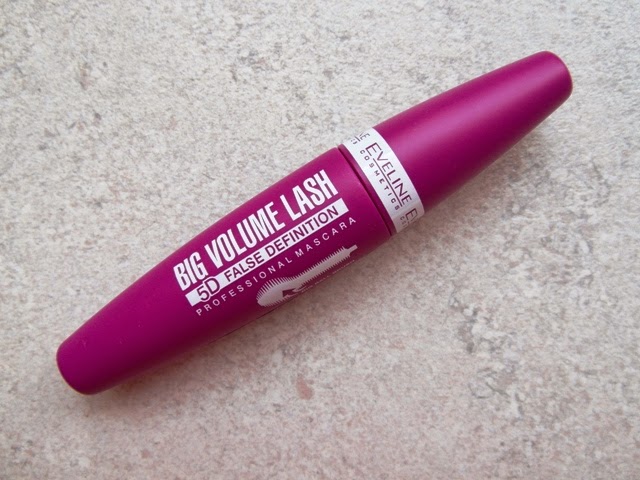 BIG VOLUME LASH
5D FALSE DEFINITION
PROFESSIONAL MASCARA
EVELINE
COSMETICS